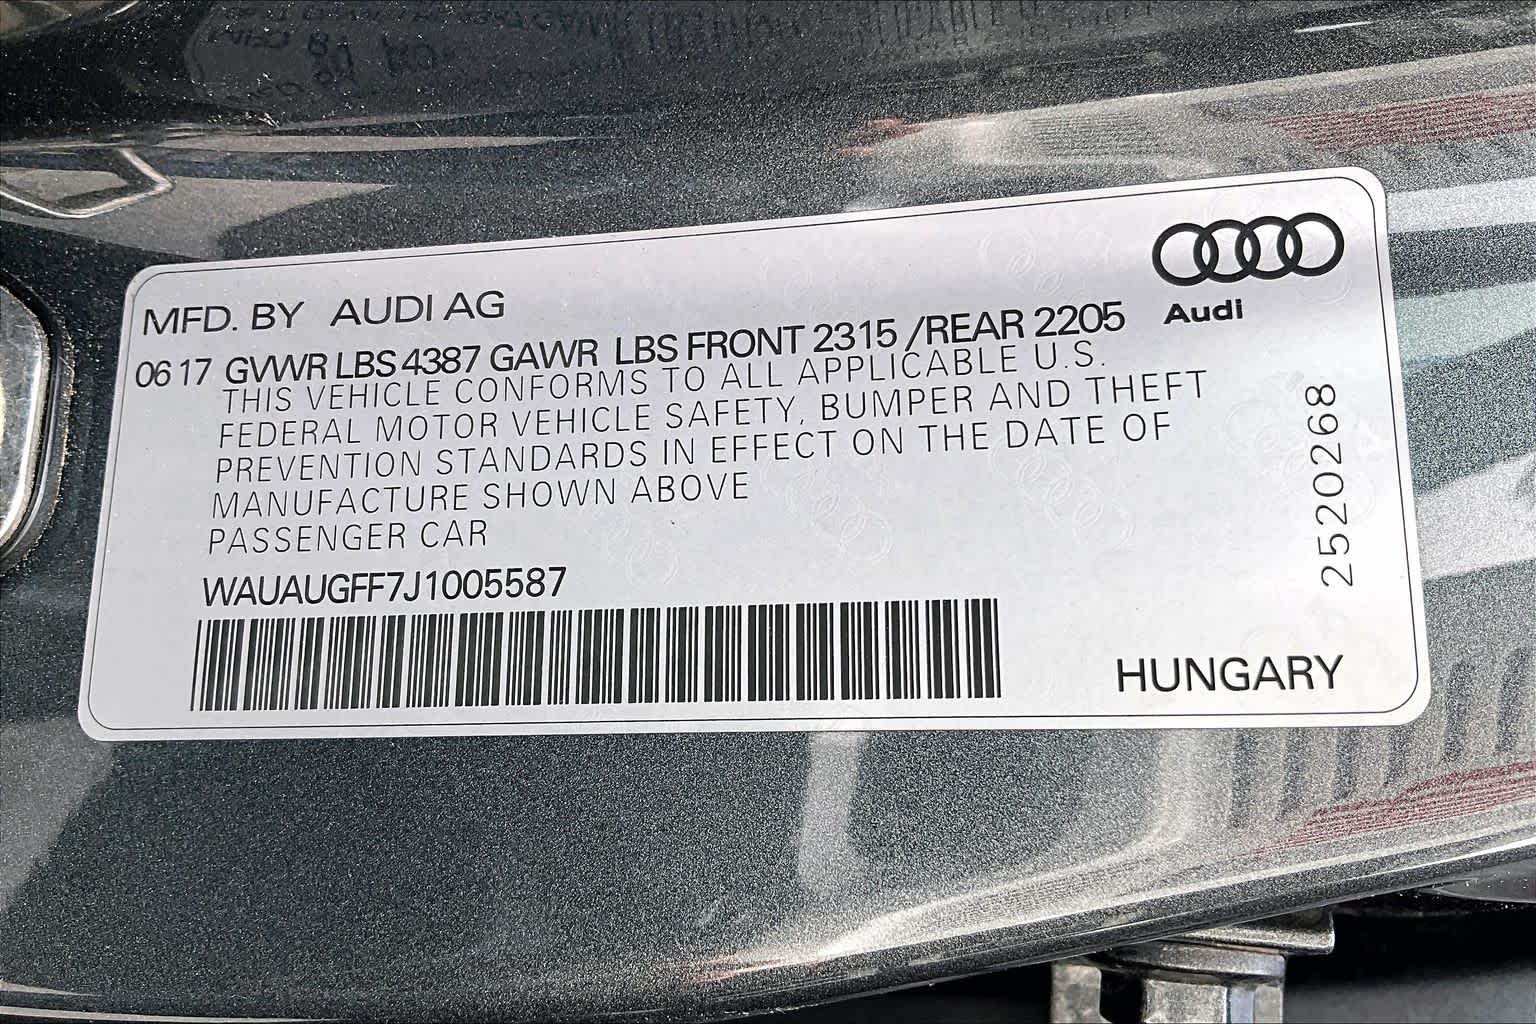 MFD. BY AUDI AG
Audi
06 17 GVWR LBS 4387 GAWR LBS FRONT 2315 /REAR 2205
THIS VEHICLE CONFORMS TO ALL APPLICABLE U.S.
FEDERAL MOTOR VEHICLE SAFETY, BUMPER AND THEFT
PREVENTION STANDARDS IN EFFECT ON THE DATE OF
MANUFACTURE SHOWN ABOVE
PASSENGER CAR
WAUAUGFF7J1005587
HUNGARY
2520268